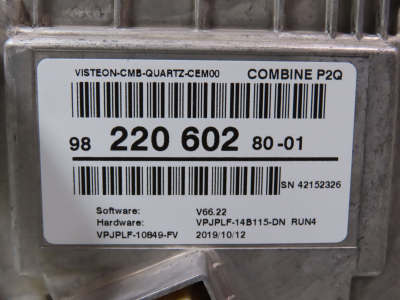 VISTEON-CMB-QUARTZ-CEM00 COMBINE P2Q
98 220 602 80-01
SN 42152326
Software: V66.22
Hardware: VPJPLF-14B115-DN RUN4
VPJPLF-10849-FV 2019/10/12